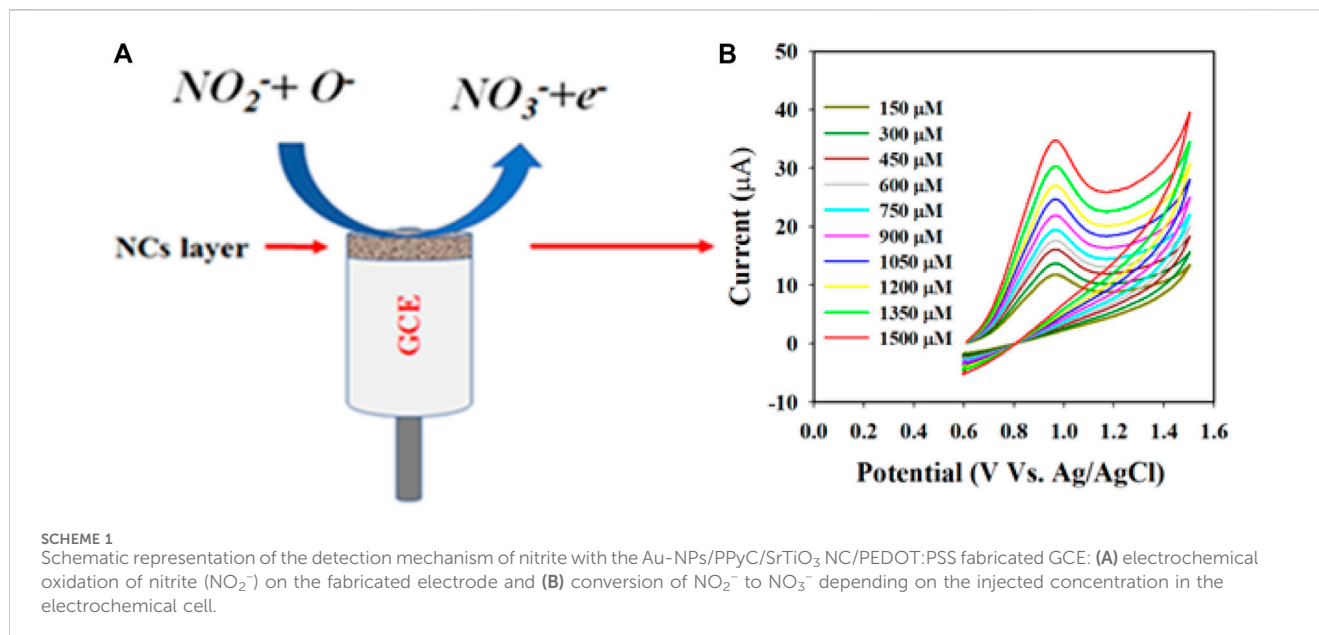 A
NO₂⁻+ O⁻
NO₃⁻+e⁻
NCs layer
GCE
B
50
40
30
20
10
0
-10
Current (µA)
150 µM
300 µM
450 µM
600 µM
750 µM
900 µM
1050 µM
1200 µM
1350 µM
1500 µM
0.0 0.2 0.4 0.6 0.8 1.0 1.2 1.4 1.6
Potential (V Vs. Ag/AgCl)
SCHEME 1
Schematic representation of the detection mechanism of nitrite with the Au-NPs/PPyC/SrTiO₃ NC/PEDOT:PSS fabricated GCE: (A) electrochemical
oxidation of nitrite (NO₂⁻) on the fabricated electrode and (B) conversion of NO₂⁻ to NO₃⁻ depending on the injected concentration in the
electrochemical cell.